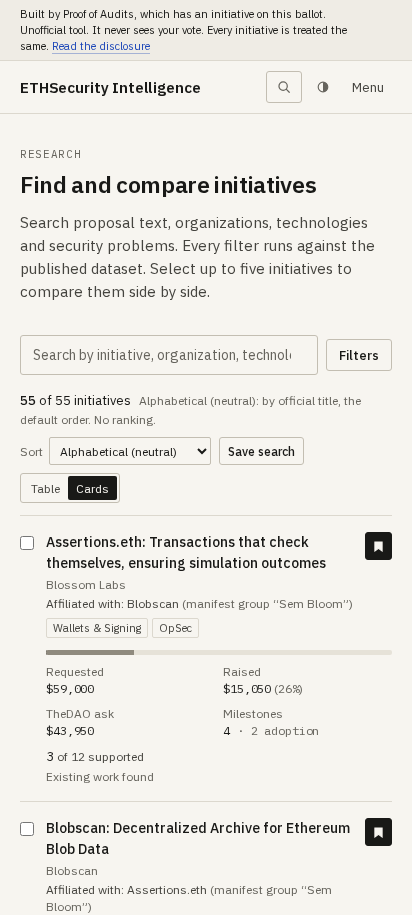 Built by Proof of Audits, which has an initiative on this ballot.
Unofficial tool. It never sees your vote. Every initiative is treated the
same. Read the disclosure
ETHSecurity Intelligence
Menu
RESEARCH
Find and compare initiatives
Search proposal text, organizations, technologies
and security problems. Every filter runs against the
published dataset. Select up to five initiatives to
compare them side by side.
Search by initiative, organization, technol
Filters
55 of 55 initiatives Alphabetical (neutral): by official title, the
default order. No ranking.
Sort Alphabetical (neutral) Save search
Table Cards
Assertions.eth: Transactions that check
themselves, ensuring simulation outcomes
Blossom Labs
Affiliated with: Blobscan (manifest group “Sem Bloom”)
Wallets & Signing OpSec
Requested Raised
$59,000 $15,050 (26%)
TheDAO ask Milestones
$43,950 4 · 2 adoption
3 of 12 supported
Existing work found
Blobscan: Decentralized Archive for Ethereum
Blob Data
Blobscan
Affiliated with: Assertions.eth (manifest group “Sem
Bloom”)